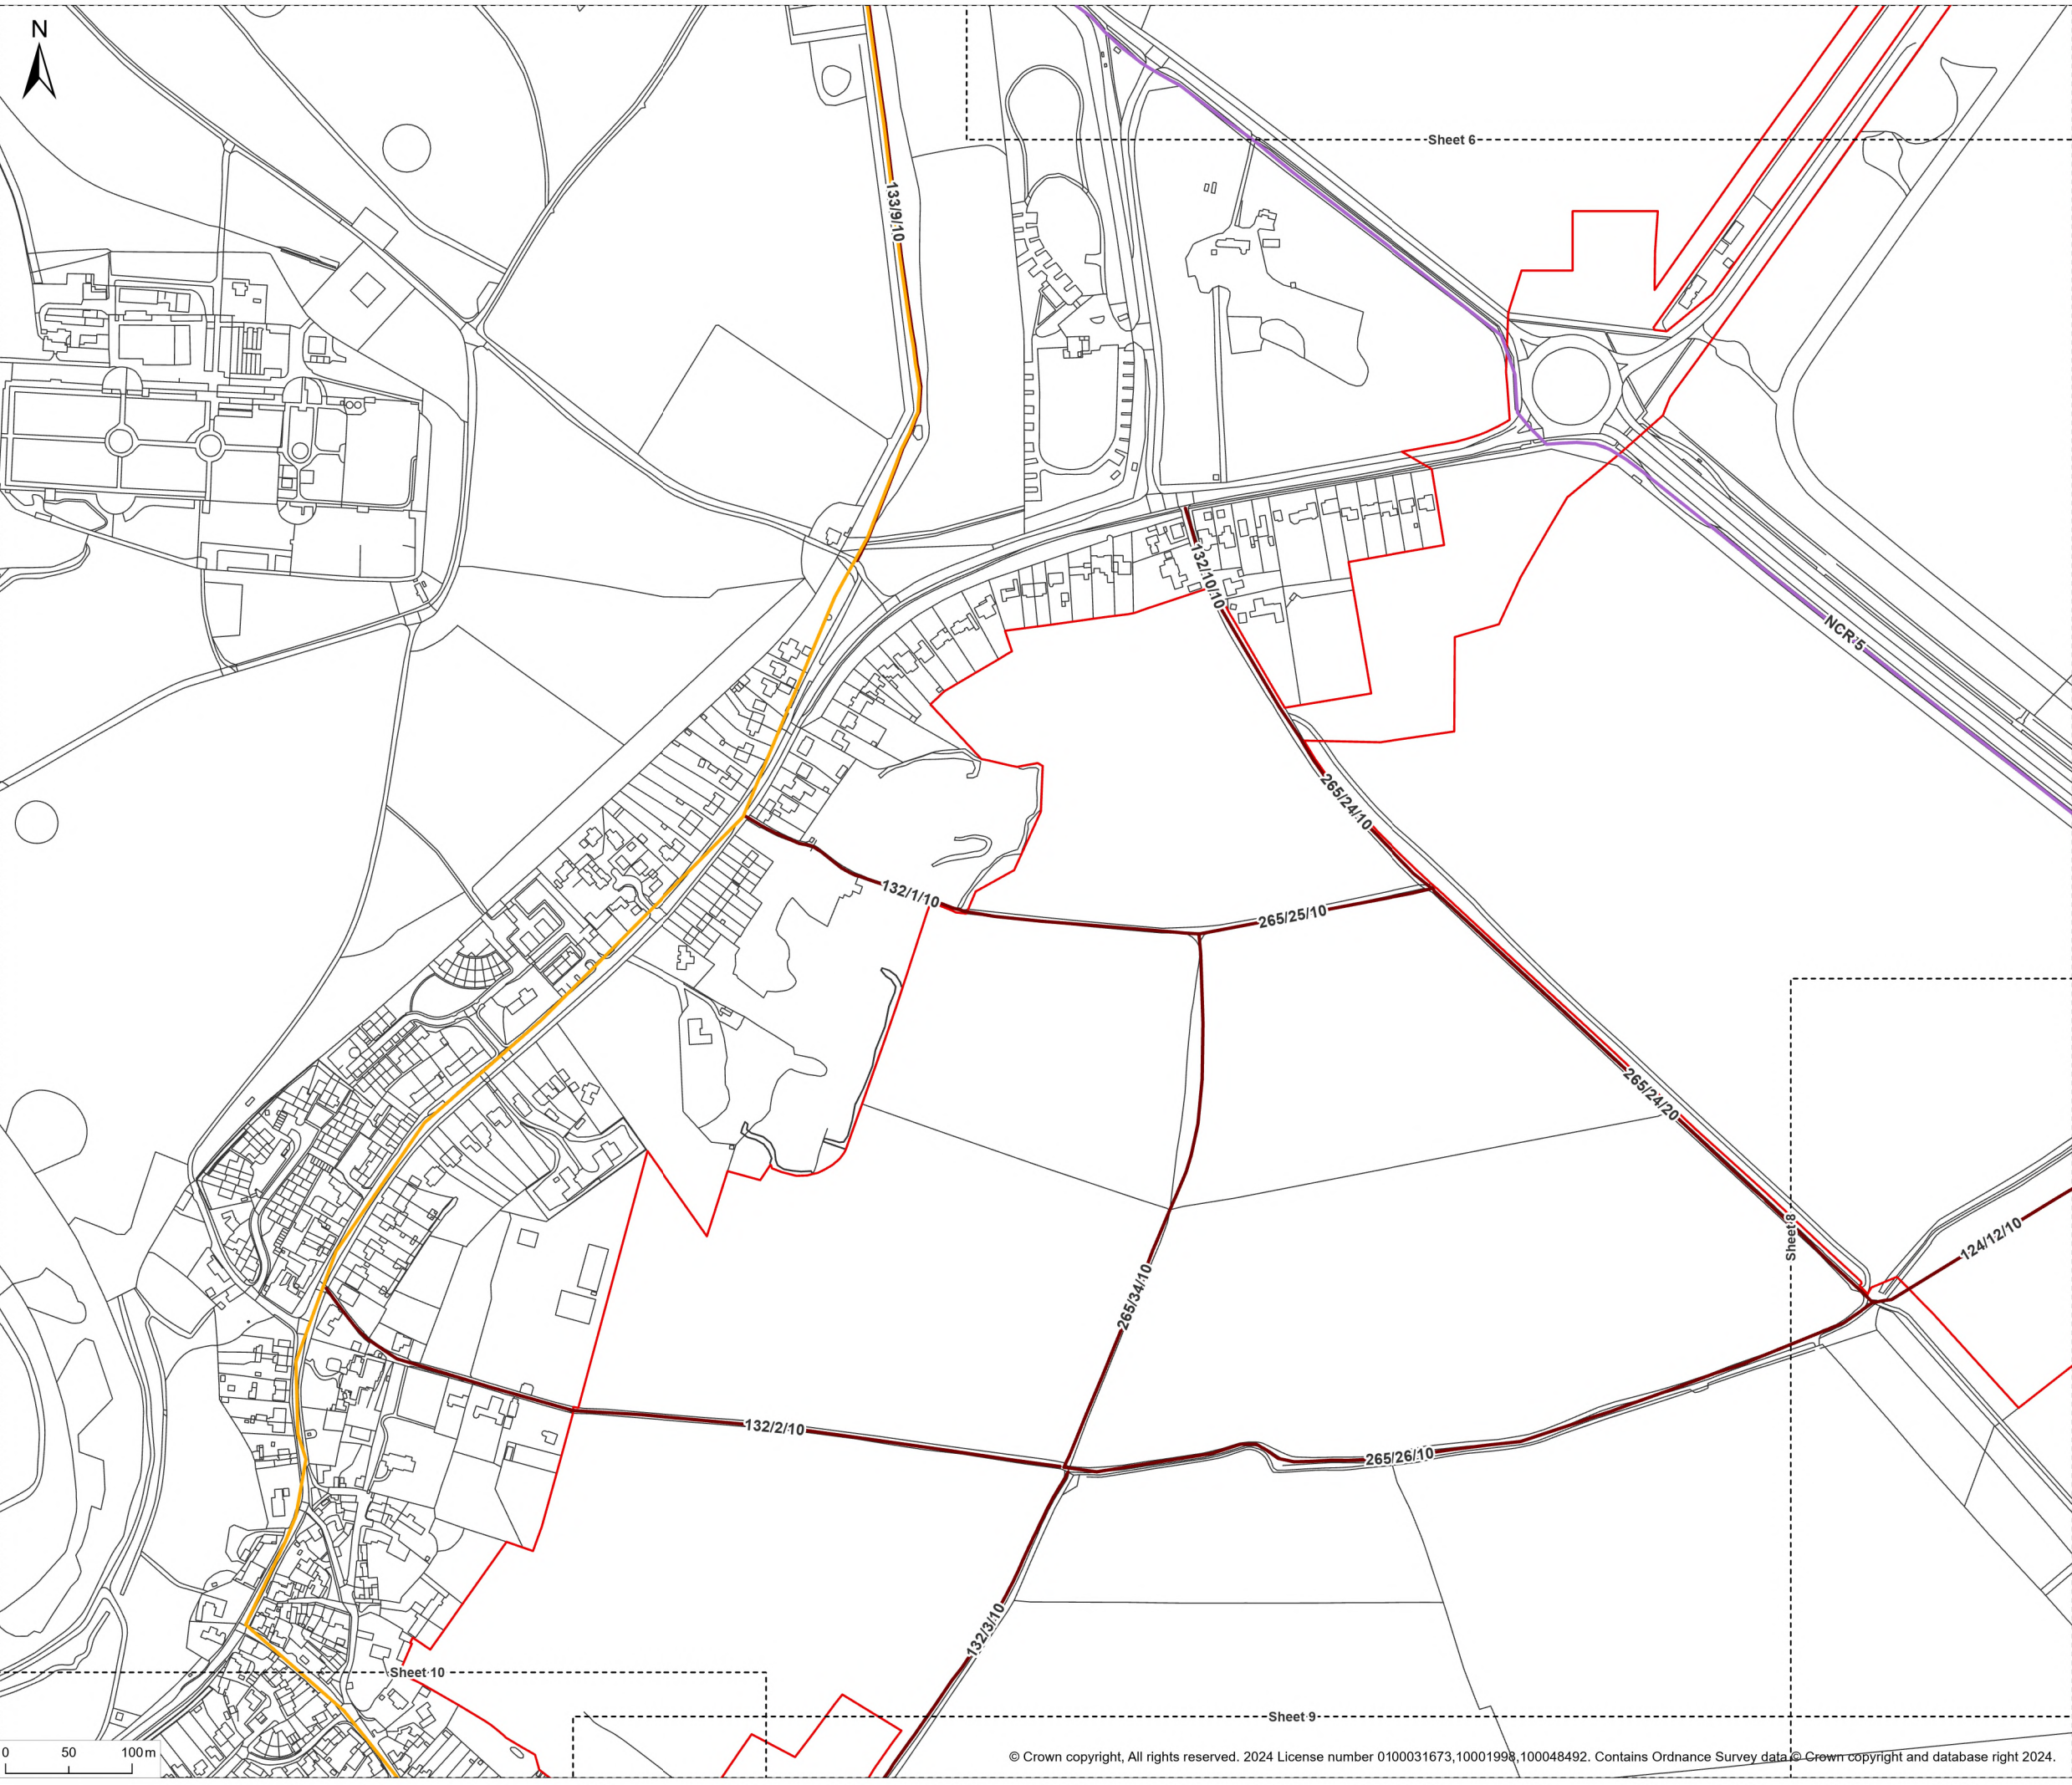 N
Sheet 6
133/9/10
132/10/10
NCR 5
265/24/10
132/1/10
265/25/10
265/24/20
Sheet 8
124/12/10
265/34/10
132/2/10
265/26/10
132/3/10
Sheet 10
Sheet 9
0 50 100m
© Crown copyright, All rights reserved. 2024 License number 0100031673,10001998,100048492. Contains Ordnance Survey data © Crown copyright and database right 2024.